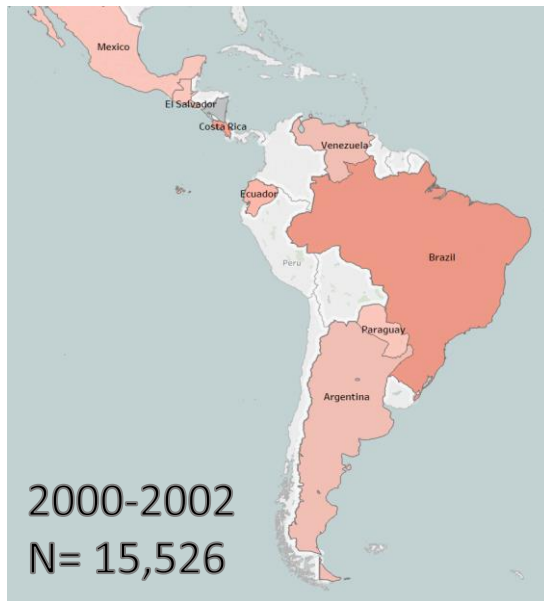 Mexico
El Salvador
Costa Rica
Venezuela
Ecuador
Brazil
Peru
Paraguay
Argentina
2000-2002
N= 15,526